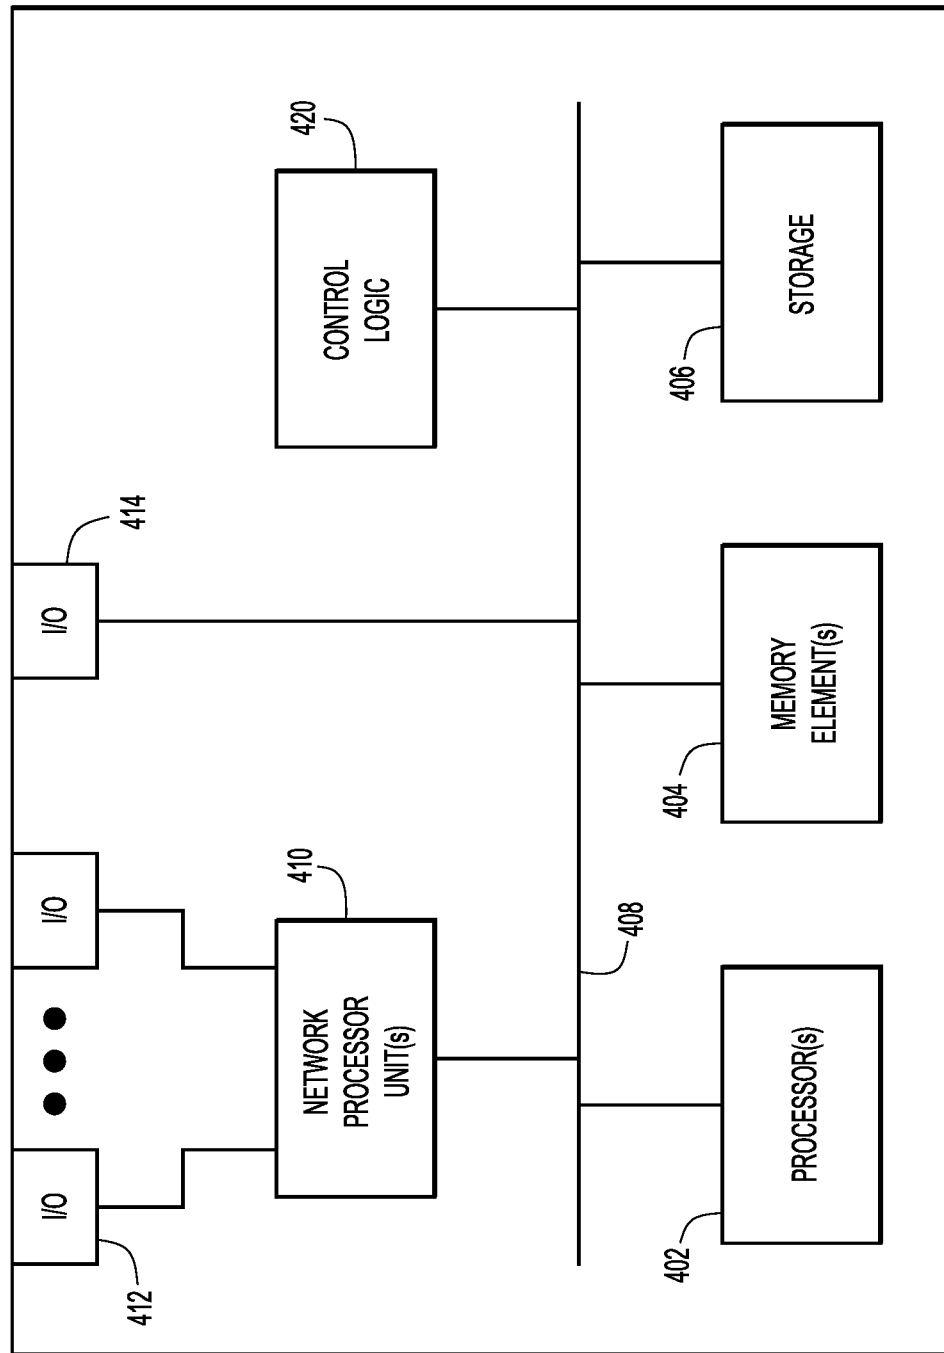 412
I/O
I/O
I/O
414
410
NETWORK
PROCESSOR
UNIT(s)
420
CONTROL
LOGIC
408
402
PROCESSOR(s)
404
MEMORY
ELEMENT(s)
406
STORAGE